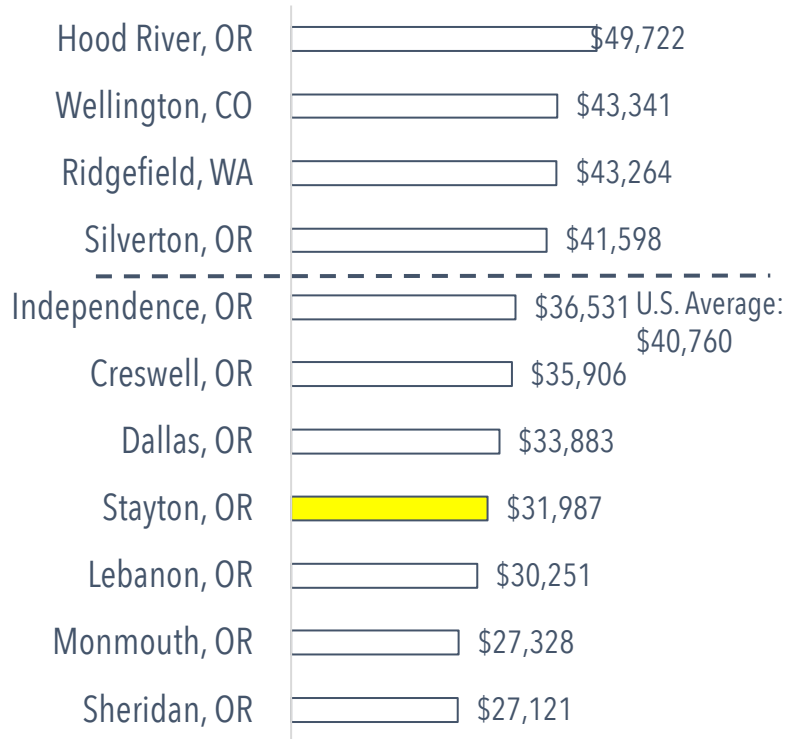 Hood River, OR $49,722
Wellington, CO $43,341
Ridgefield, WA $43,264
Silverton, OR $41,598
Independence, OR $36,531 U.S. Average:
$40,760
Creswell, OR $35,906
Dallas, OR $33,883
Stayton, OR $31,987
Lebanon, OR $30,251
Monmouth, OR $27,328
Sheridan, OR $27,121